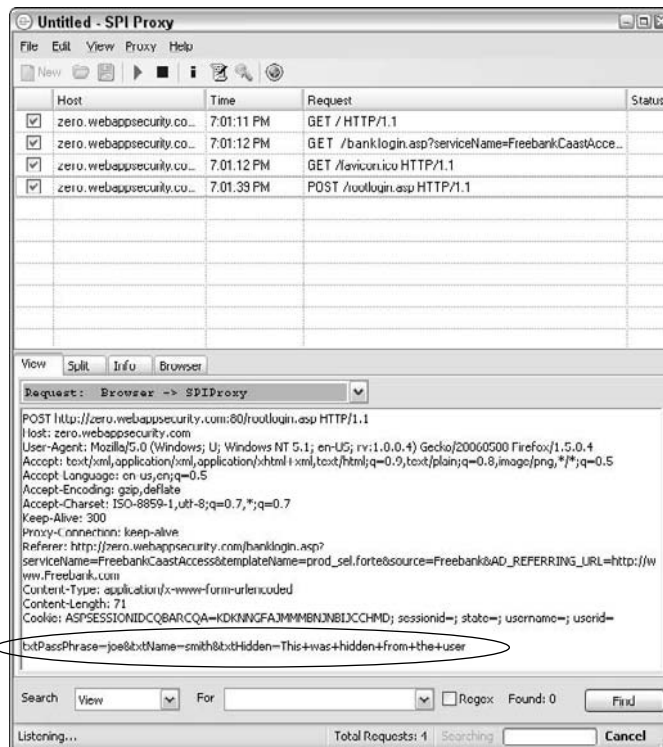 Untitled - SPI Proxy
File Edit View Proxy Help
New
Host Time Request Status
zero.webappsecurity.co... 7:01:11 PM GET / HTTP/1.1
zero.webappsecurity.co... 7:01:12 PM GET /banklogin.asp?serviceName=FreebankCaastAcce...
zero.webappsecurity.co... 7:01:12 PM GET /favicon.ico HTTP/1.1
zero.webappsecurity.co... 7:01:39 PM POST /rootlogin.asp HTTP/1.1
View Split Info Browser
Request: Browser -> SPIProxy
POST http://zero.webappsecurity.com:80/rootlogin.asp HTTP/1.1
Host: zero.webappsecurity.com
User-Agent: Mozilla/5.0 (Windows; U; Windows NT 5.1; en-US; rv:1.0.0.4) Gecko/20060500 Firefox/1.5.0.4
Accept: text/xml,application/xml,application/xhtml+xml,text/html;q=0.9,text/plain;q=0.8,image/png,*/*;q=0.5
Accept-Language: en-us,en;q=0.5
Accept-Encoding: gzip,deflate
Accept-Charset: ISO-8859-1,utf-8;q=0.7,*;q=0.7
Keep-Alive: 300
Proxy-Connection: keep-alive
Referer: http://zero.webappsecurity.com/banklogin.asp?
serviceName=FreebankCaastAccess&templateName=prod_sel.forte&source=Freebank&AD_REFERRING_URL=http://w
ww.Freebank.com
Content-Type: application/x-www-form-urlencoded
Content-Length: 71
Cookie: ASPSESSIONIDCQBARCQA=KDKNNGFAJMMMBNJNBIJCCHMD; sessionid=; state=; username=; userid=
txtPassPhrase=joe&txtName=smith&txtHidden=This+was+hidden+from+the+user
Search View For Regex Found: 0 Find
Listening... Total Requests: 4 Searching Cancel